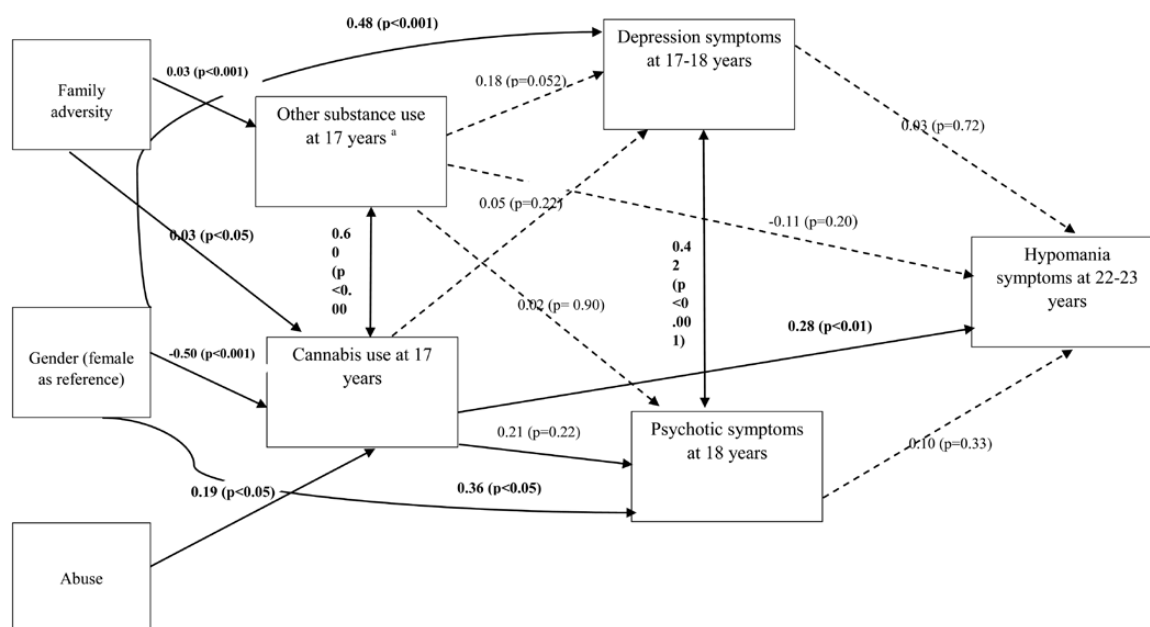 0.48 (p<0.001)
Depression symptoms
at 17-18 years
Family
adversity
0.03 (p<0.001)
0.18 (p=0.052)
Other substance use
at 17 years a
0.03 (p=0.72)
0.05 (p=0.22)
-0.11 (p=0.20)
0.03 (p<0.05)
0.6
0
(p
<0.
00
0.4
2
(p
<0
.00
1)
Hypomania
symptoms at 22-23
years
0.02 (p= 0.90)
0.28 (p<0.01)
Gender (female
as reference)
-0.50 (p<0.001)
Cannabis use at 17
years
0.21 (p=0.22)
Psychotic symptoms
at 18 years
0.10 (p=0.33)
0.19 (p<0.05)
0.36 (p<0.05)
Abuse